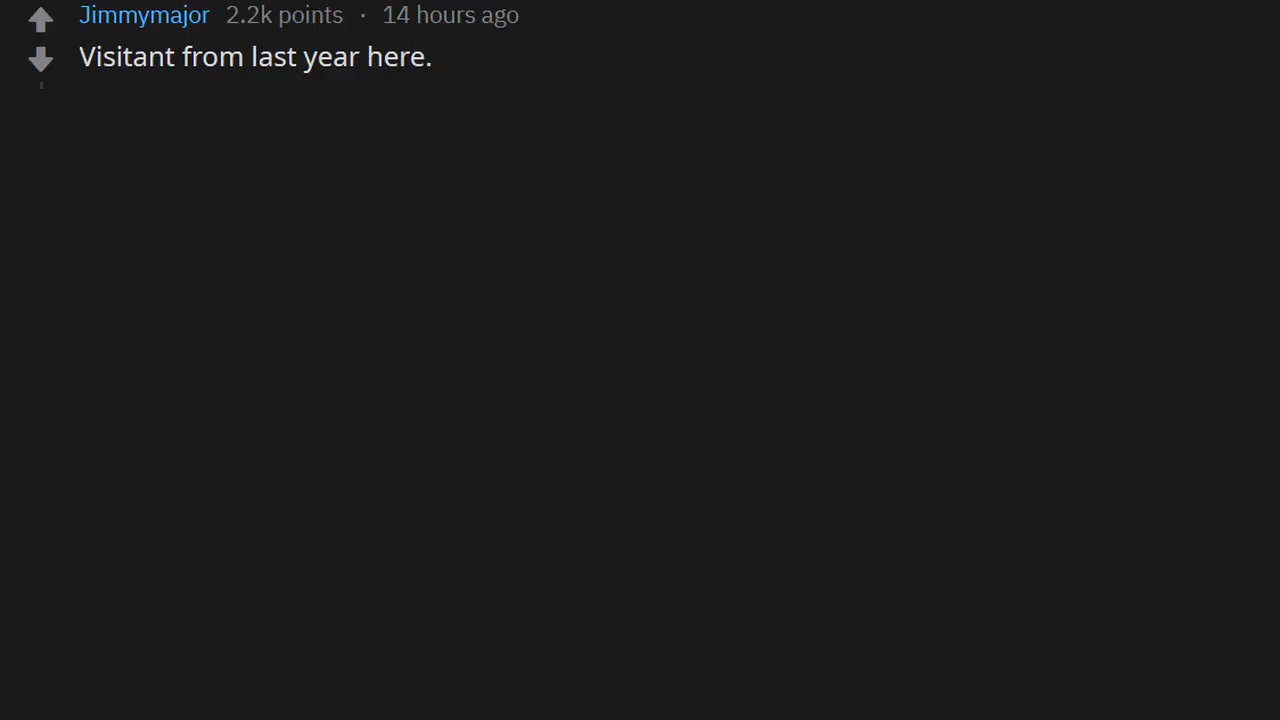 Jimmymajor 2.2k points · 14 hours ago
Visitant from last year here.